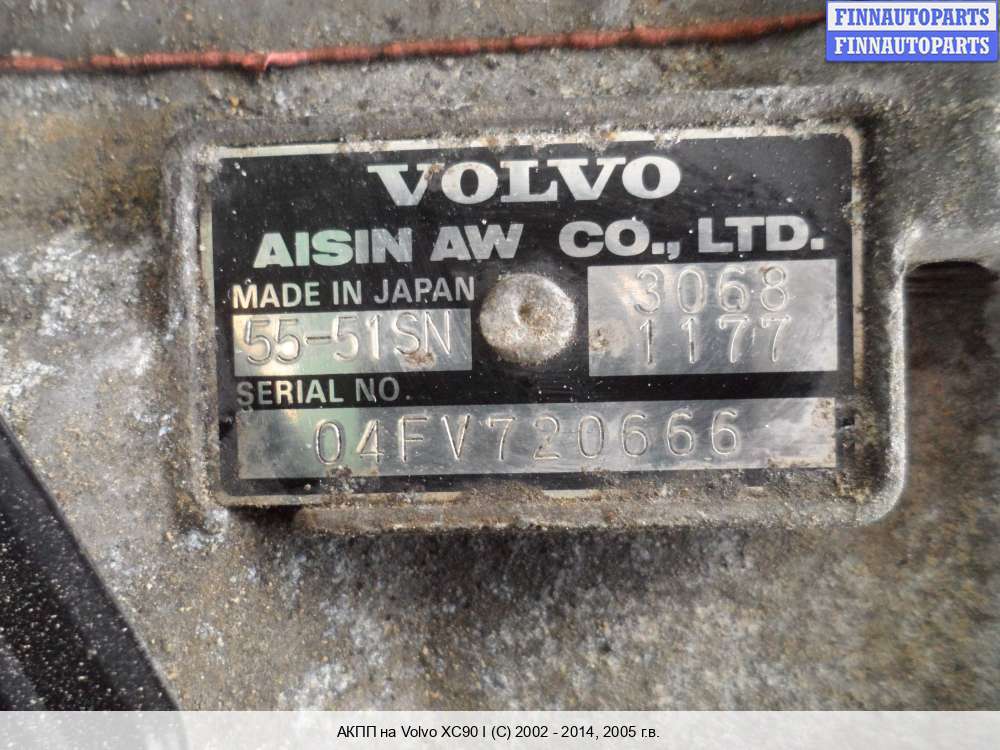 FINNAUTOPARTS
FINNAUTOPARTS
VOLVO
AISIN AW CO., LTD.
MADE IN JAPAN
3068
55-51SN
1177
SERIAL NO.
04FV720666
АКПП на Volvo XC90 I (C) 2002 - 2014, 2005 г.в.